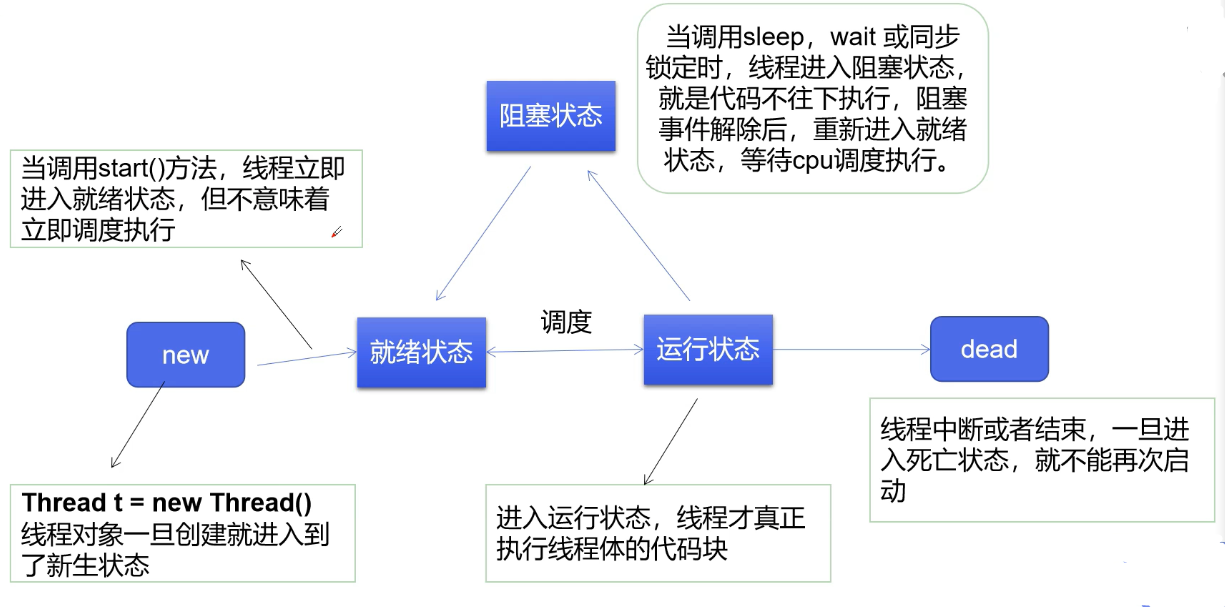 当调用sleep，wait 或同步
锁定时，线程进入阻塞状态，
就是代码不往下执行，阻塞
事件解除后，重新进入就绪
状态，等待cpu调度执行。
阻塞状态
当调用start()方法，线程立即
进入就绪状态，但不意味着
立即调度执行
调度
new
就绪状态
运行状态
dead
线程中断或者结束，一旦进
入死亡状态，就不能再次启
动
Thread t = new Thread()
线程对象一旦创建就进入到
了新生状态
进入运行状态，线程才真正
执行线程体的代码块